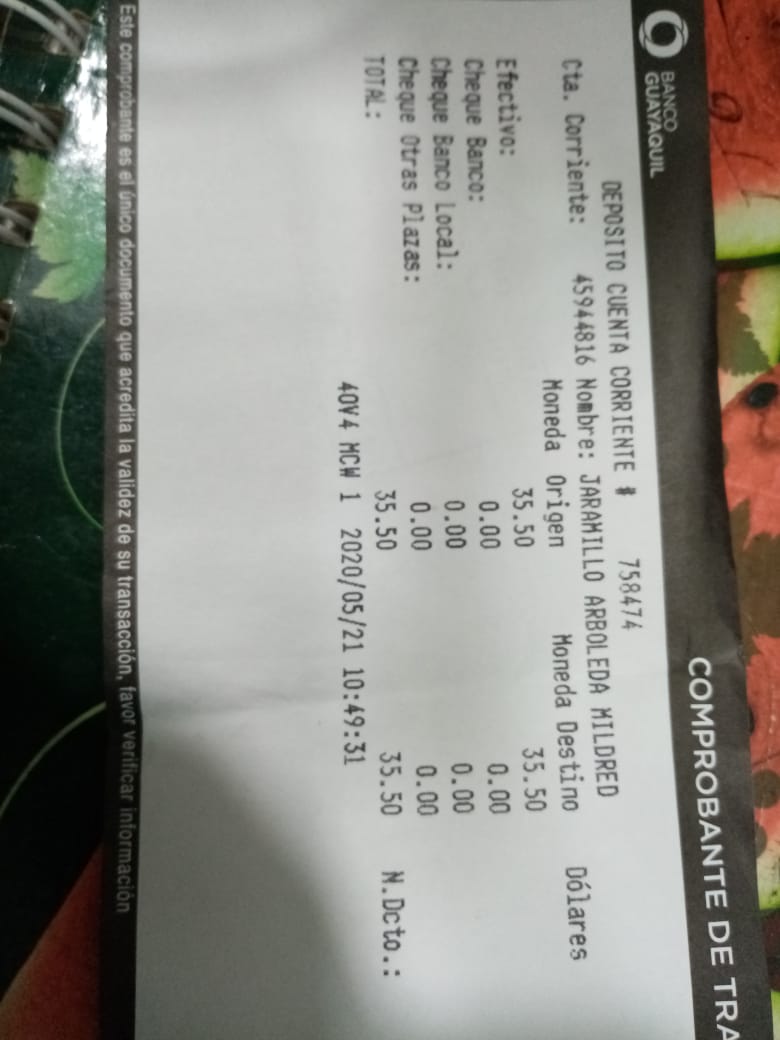 BANCO
GUAYAQUIL
COMPROBANTE DE TRA
DEPOSITO CUENTA CORRIENTE # 758474
Cta. Corriente: 45944816 Nombre: JARAMILLO ARBOLEDA MILDRED
Moneda Origen Moneda Destino Dólares
Efectivo: 35.50 35.50
Cheque Banco: 0.00 0.00
Cheque Banco Local: 0.00 0.00
Cheque Otras Plazas: 0.00 0.00
TOTAL: 35.50 35.50 N.Dcto.:
40V4 MCW 1 2020/05/21 10:49:31
Este comprobante es el único documento que acredita la validez de su transacción, favor verificar información